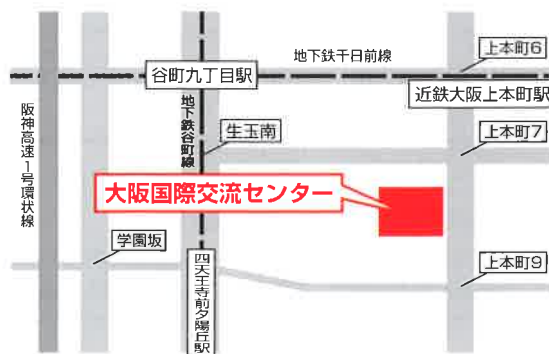 上本町6
地下鉄千日前線
谷町九丁目駅
近鉄大阪上本町駅
阪神高速1号環状線
地下鉄谷町線
生玉南
上本町7
大阪国際交流センター
学園坂
四天王寺前夕陽丘駅
上本町9